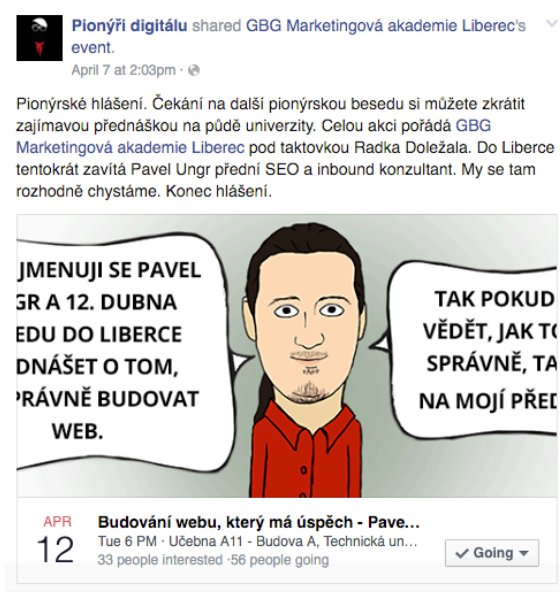 Pionýři digitálu shared GBG Marketingová akademie Liberec's
event.
April 7 at 2:03pm ·
Pionýrské hlášení. Čekání na další pionýrskou besedu si můžete zkrátit
zajímavou přednáškou na půdě univerzity. Celou akci pořádá GBG
Marketingová akademie Liberec pod taktovkou Radka Doležala. Do Liberce
tentokrát zavítá Pavel Ungr přední SEO a inbound konzultant. My se tam
rozhodně chystáme. Konec hlášení.
JMENUJI SE PAVEL
GR A 12. DUBNA
EDU DO LIBERCE
DNÁŠET O TOM,
PRÁVNĚ BUDOVAT
WEB.
TAK POKUD
VĚDĚT, JAK TO
SPRÁVNĚ, TA
NA MOJÍ PŘED
APR
12
Budování webu, který má úspěch - Pave...
Tue 6 PM · Učebna A11 - Budova A, Technická un...
33 people interested · 56 people going
Going